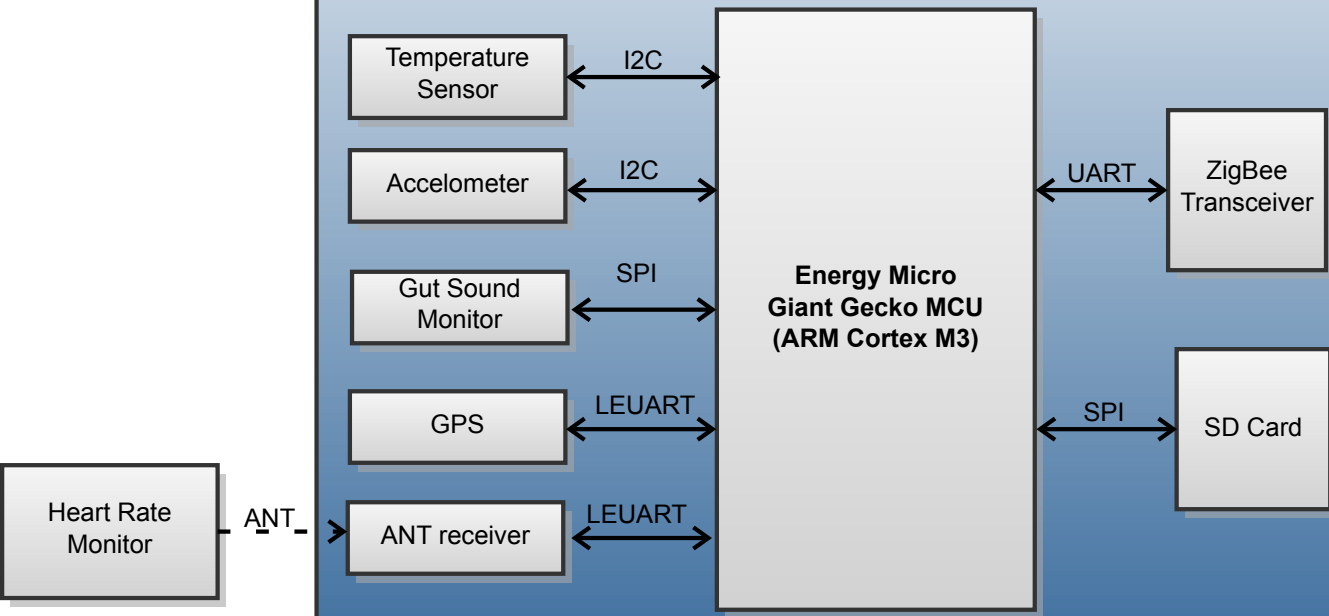 Temperature
Sensor
I2C
Accelometer
I2C
Gut Sound
Monitor
SPI
GPS
LEUART
Heart Rate
Monitor
ANT
ANT receiver
LEUART
Energy Micro
Giant Gecko MCU
(ARM Cortex M3)
UART
ZigBee
Transceiver
SPI
SD Card